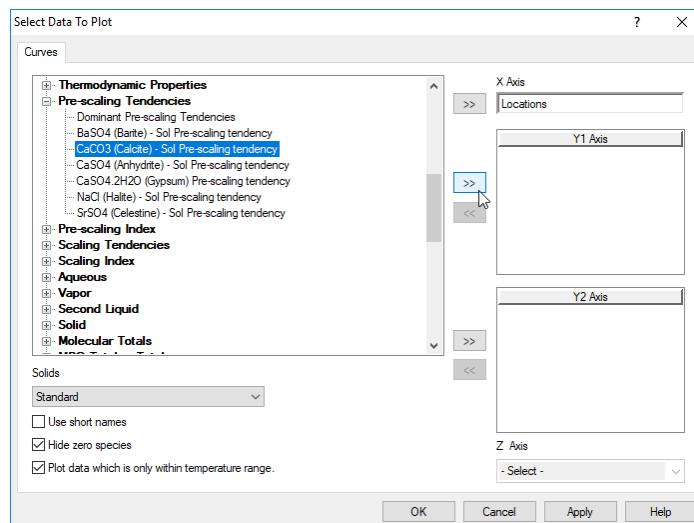 Select Data To Plot
?
Curves
Thermodynamic Properties
Pre-scaling Tendencies
Dominant Pre-scaling Tendencies
BaSO4 (Barite) - Sol Pre-scaling tendency
CaCO3 (Calcite) - Sol Pre-scaling tendency
CaSO4 (Anhydrite) - Sol Pre-scaling tendency
CaSO4.2H2O (Gypsum) Pre-scaling tendency
NaCl (Halite) - Sol Pre-scaling tendency
SrSO4 (Celestine) - Sol Pre-scaling tendency
Pre-scaling Index
Scaling Tendencies
Scaling Index
Aqueous
Vapor
Second Liquid
Solid
Molecular Totals
>>
>>
<<
>>
<<
X Axis
Locations
Y1 Axis
Y2 Axis
Z Axis
- Select -
Solids
Standard
Use short names
Hide zero species
Plot data which is only within temperature range.
OK
Cancel
Apply
Help